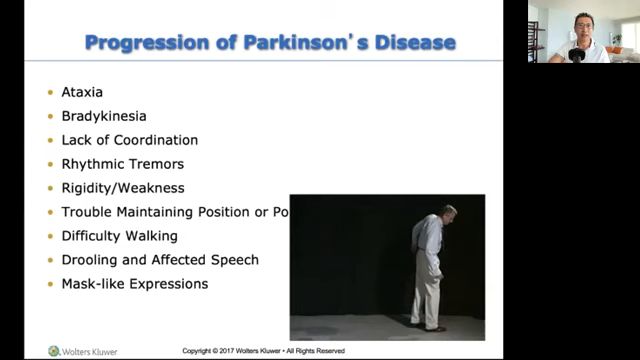 Progression of Parkinson's Disease
Ataxia
Bradykinesia
Lack of Coordination
Rhythmic Tremors
Rigidity/Weakness
Trouble Maintaining Position or Po
Difficulty Walking
Drooling and Affected Speech
Mask-like Expressions
Wolters Kluwer
Copyright © 2017 Wolters Kluwer • All Rights Reserved